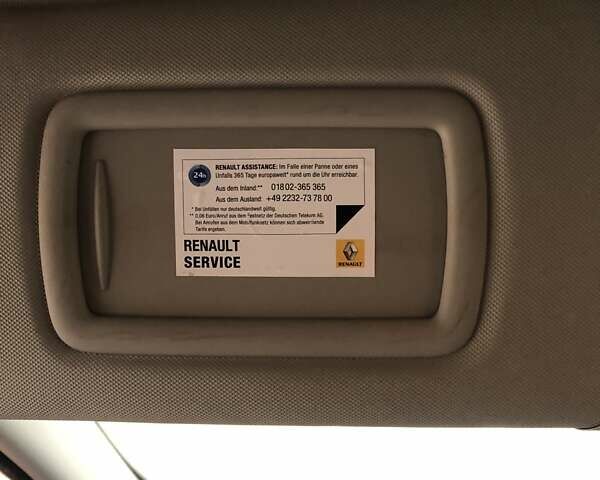 24h
RENAULT ASSISTANCE: Im Falle einer Panne oder eines
Unfalls 365 Tage europaweit* rund um die Uhr erreichbar.
Aus dem Inland:** 01802-365 365
Aus dem Ausland: +49 2232-73 78 00
* Bei Unfällen nur deutschlandweit gültig.
** 0,06 Euro/Anruf aus dem Festnetz der Deutschen Telekom AG.
Bei Anrufen aus dem Mobilfunknetz können sich abweichende
Tarife ergeben.
RENAULT
SERVICE
RENAULT